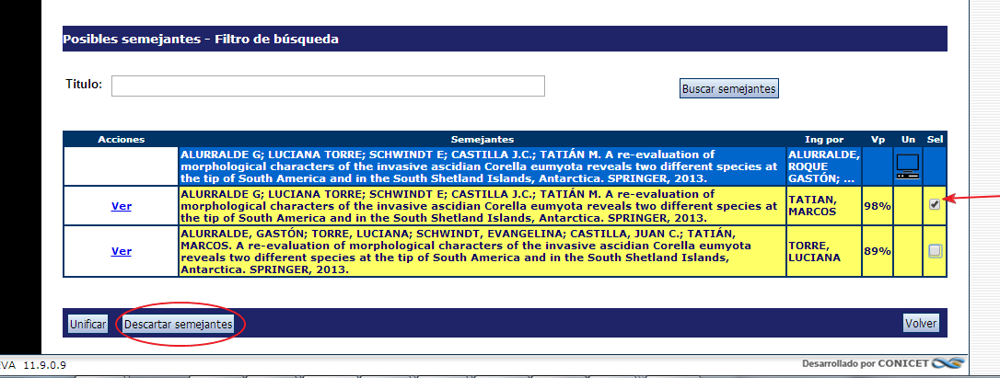 Posibles semejantes - Filtro de búsqueda
Titulo:
Buscar semejantes
Acciones Semejantes Ing por Vp Un Sel
ALURRALDE G; LUCIANA TORRE; SCHWINDT E; CASTILLA J.C.; TATIÁN M. A re-evaluation of
morphological characters of the invasive ascidian Corella eumyota reveals two different species at
the tip of South America and in the South Shetland Islands, Antarctica. SPRINGER, 2013.
ALURRALDE,
ROQUE
GASTÓN; ...
Ver
ALURRALDE G; LUCIANA TORRE; SCHWINDT E; CASTILLA J.C.; TATIÁN M. A re-evaluation of
morphological characters of the invasive ascidian Corella eumyota reveals two different species at
the tip of South America and in the South Shetland Islands, Antarctica. SPRINGER, 2013.
TATIAN,
MARCOS
98%
Ver
ALURRALDE, GASTÓN; TORRE, LUCIANA; SCHWINDT, EVANGELINA; CASTILLA, JUAN C.; TATIÁN,
MARCOS. A re-evaluation of morphological characters of the invasive ascidian Corella eumyota
reveals two different species at the tip of South America and in the South Shetland Islands,
Antarctica. SPRINGER, 2013.
TORRE,
LUCIANA
89%
Unificar
Descartar semejantes
Volver
EVA 11.9.0.9
Desarrollado por CONICET